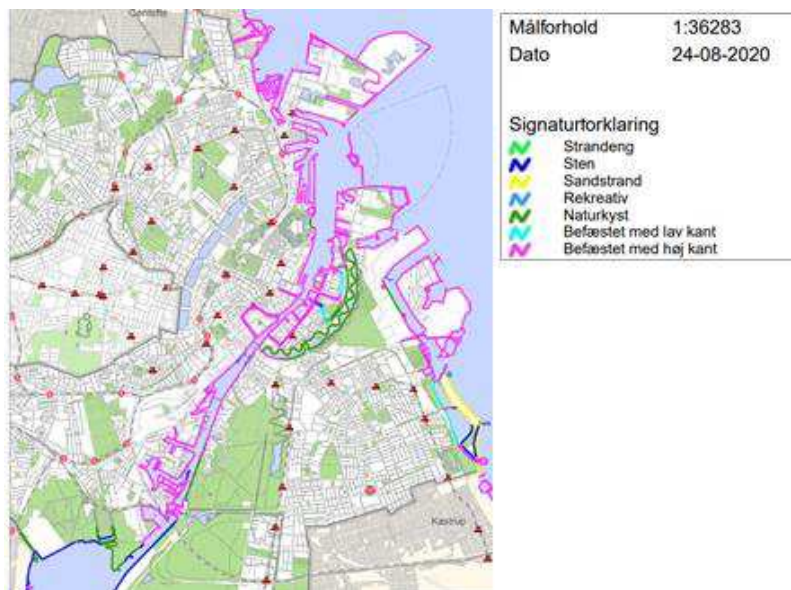 Gentofte
Kastrup
Målforhold 1:36283
Dato 24-08-2020
Signaturforklaring
Strandeng
Sten
Sandstrand
Rekreativ
Naturkyst
Befæstet med lav kant
Befæstet med høj kant